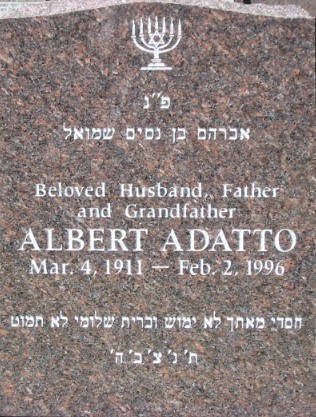 פ"נ
אברהם בן נסים שמואל
Beloved Husband, Father
and Grandfather
ALBERT ADATTO
Mar. 4, 1911 — Feb. 2, 1996
חסדי מאתך לא ימוש וברית שלומי לא תמוט
ת' נ' צ' ב' ה'